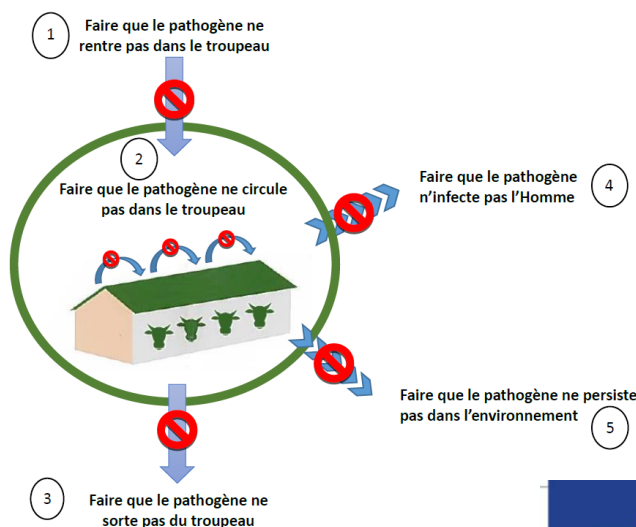 1
Faire que le pathogène ne
rentre pas dans le troupeau
2
Faire que le pathogène ne circule
pas dans le troupeau
Faire que le pathogène
n'infecte pas l'Homme
4
Faire que le pathogène ne persiste
pas dans l'environnement
5
3
Faire que le pathogène ne
sorte pas du troupeau